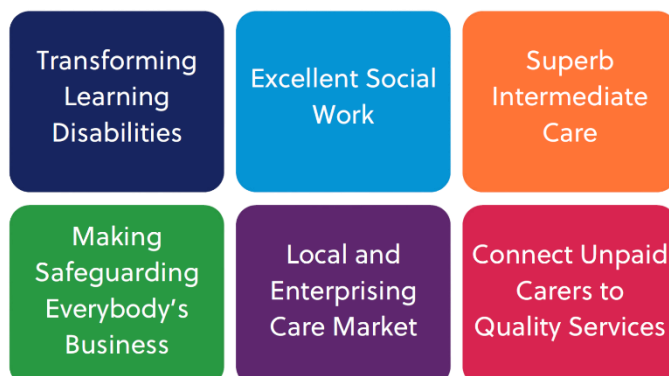 Transforming
Learning
Disabilities
Excellent Social
Work
Superb
Intermediate
Care
Making
Safeguarding
Everybody's
Business
Local and
Enterprising
Care Market
Connect Unpaid
Carers to
Quality Services